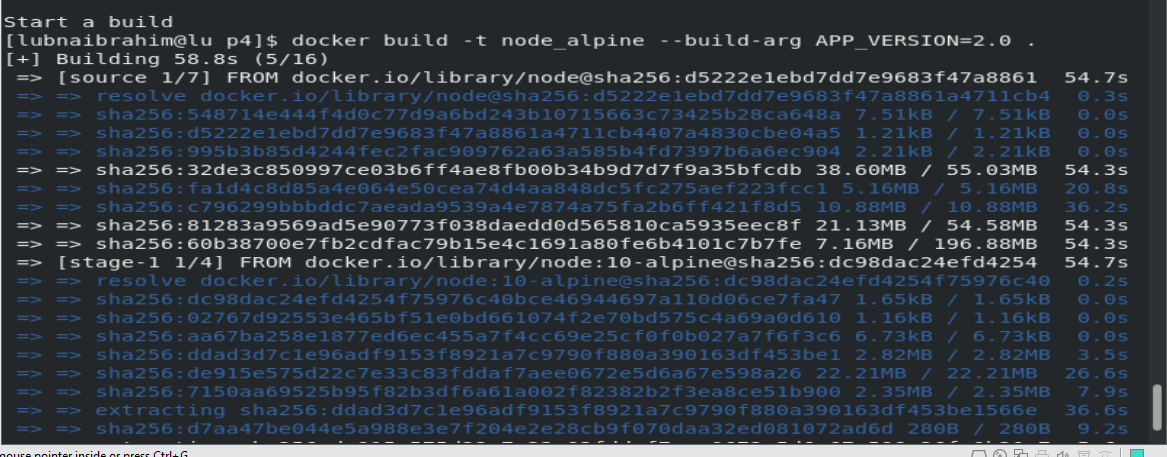 Start a build
[lubnaibrahim@lu p4]$ docker build -t node_alpine --build-arg APP_VERSION=2.0 .
[+] Building 58.8s (5/16)
=> [source 1/7] FROM docker.io/library/node@sha256:d5222e1ebd7dd7e9683f47a8861 54.7s
=> => resolve docker.io/library/node@sha256:d5222e1ebd7dd7e9683f47a8861a4711cb4 0.3s
=> => sha256:548714e444f4d0c77d9a6bd243b10715663c73425b28ca648a 7.51kB / 7.51kB 0.0s
=> => sha256:d5222e1ebd7dd7e9683f47a8861a4711cb4407a4830cbe04a5 1.21kB / 1.21kB 0.0s
=> => sha256:995b3b85d4244fec2fac909762a63a585b4fd7397b6a6ec904 2.21kB / 2.21kB 0.0s
=> => sha256:32de3c850997ce03b6ff4ae8fb00b34b9d7d7f9a35bfcdb 38.60MB / 55.03MB 54.3s
=> => sha256:fa1d4c8d85a4e064e50cea74d4aa848dc5fc275aef223fcc1 5.16MB / 5.16MB 20.8s
=> => sha256:c796299bbbddc7aeada9539a4e7874a75fa2b6ff421f8d5 10.88MB / 10.88MB 36.2s
=> => sha256:81283a9569ad5e90773f038daedd0d565810ca5935eec8f 21.13MB / 54.58MB 54.3s
=> => sha256:60b38700e7fb2cdfac79b15e4c1691a80fe6b4101c7b7fe 7.16MB / 196.88MB 54.3s
=> [stage-1 1/4] FROM docker.io/library/node:10-alpine@sha256:dc98dac24efd4254 54.7s
=> => resolve docker.io/library/node:10-alpine@sha256:dc98dac24efd4254f75976c40 0.2s
=> => sha256:dc98dac24efd4254f75976c40bce46944697a110d06ce7fa47 1.65kB / 1.65kB 0.0s
=> => sha256:02767d92553e465bf51e0bd661074f2e70bd575c4a69a0d610 1.16kB / 1.16kB 0.0s
=> => sha256:aa67ba258e1877ed6ec455a7f4cc69e25cf0f0b027a7f6f3c6 6.73kB / 6.73kB 0.0s
=> => sha256:ddad3d7c1e96adf9153f8921a7c9790f880a390163df453be1 2.82MB / 2.82MB 3.5s
=> => sha256:de915e575d22c7e33c83fddaf7aee0672e5d6a67e598a26 22.21MB / 22.21MB 26.6s
=> => sha256:7150aa69525b95f82b3df6a61a002f82382b2f3ea8ce51b900 2.35MB / 2.35MB 7.9s
=> => extracting sha256:ddad3d7c1e96adf9153f8921a7c9790f880a390163df453be1566e 36.6s
=> => sha256:d7aa47be044e5a988e3e7f204e2e28cb9f070daa32ed081072ad6d 280B / 280B 9.2s
mouse pointer inside or press Ctrl+G